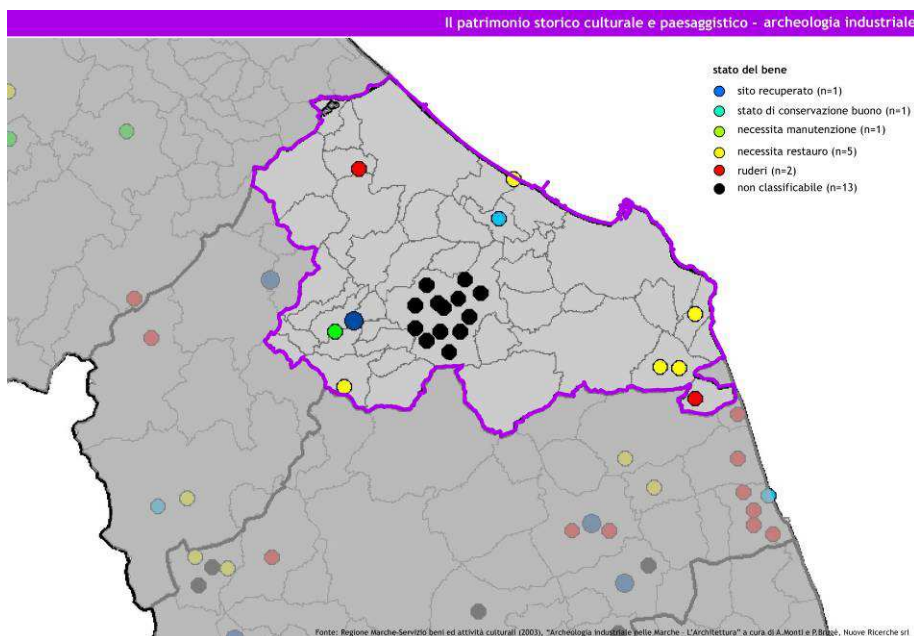 Il patrimonio storico culturale e paesaggistico - archeologia industriale
stato del bene
sito recuperato (n=1)
stato di conservazione buono (n=1)
necessita manutenzione (n=1)
necessita restauro (n=5)
ruderi (n=2)
non classificabile (n=13)
Fonte: Regione Marche-Servizio beni ed attività culturali (2003), "Archeologia industriale nelle Marche - L'Architettura" a cura di A.Monti e P.Brugè, Nuove Ricerche srl